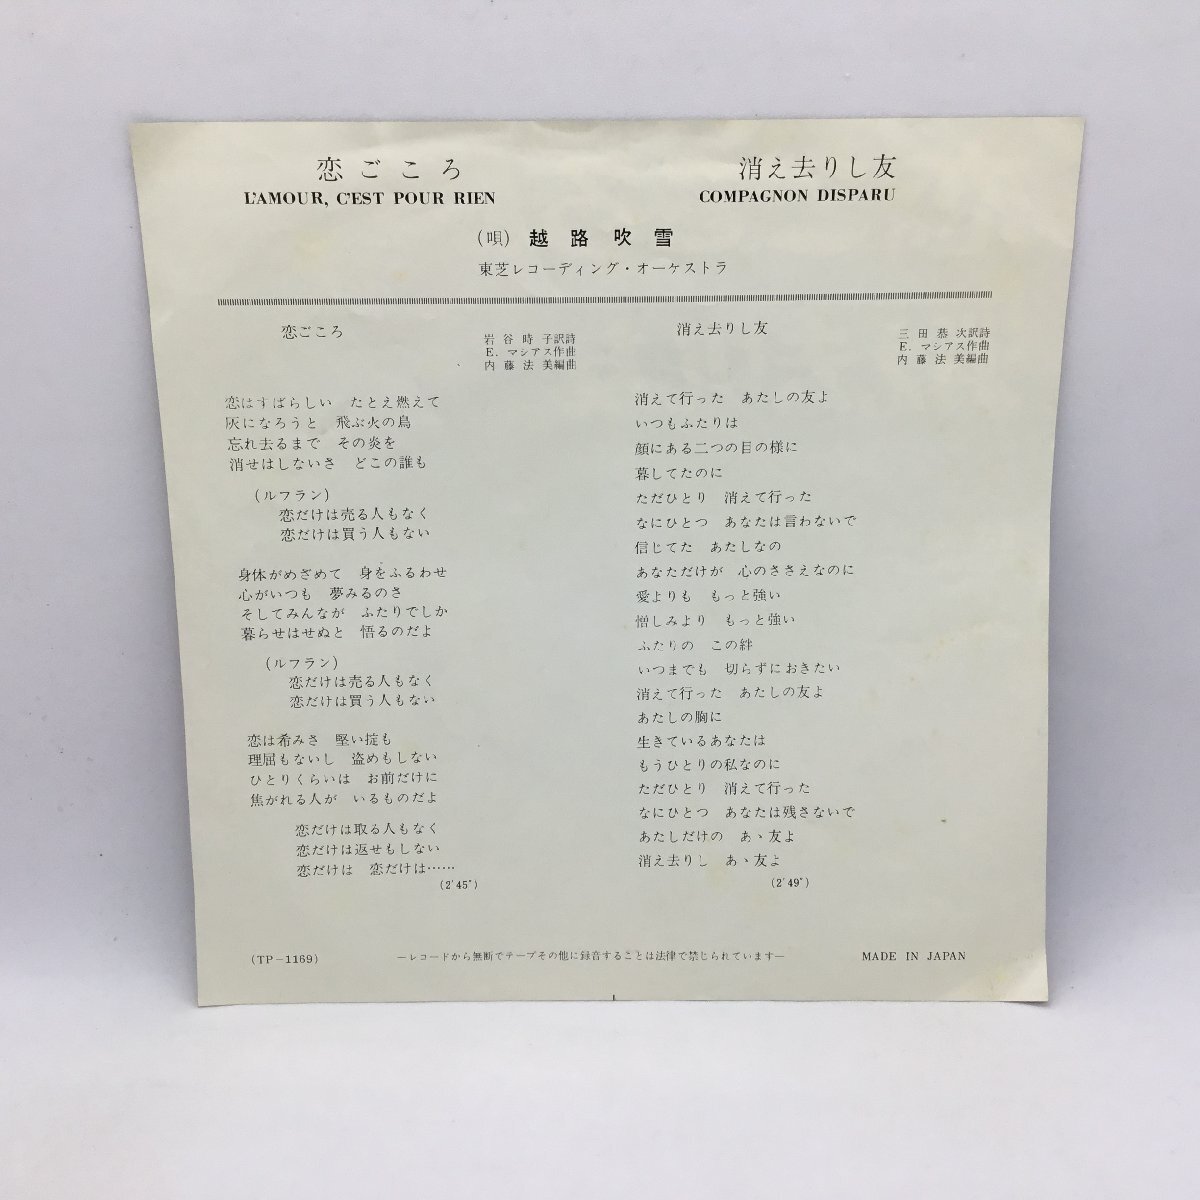 恋ごころ
L'AMOUR, C'EST POUR RIEN
消え去りし友
COMPAGNON DISPARU
(唄) 越路吹雪
東芝レコーディング・オーケストラ
恋ごころ
岩谷時子訳詩
E. マシアス作曲
内藤法美編曲
恋はすばらしい たとえ燃えて
灰になろうと 飛ぶ火の鳥
忘れ去るまで その炎を
消せはしないさ どこの誰も
(ルフラン)
恋だけは売る人もなく
恋だけは買う人もない
身体がめざめて 身をふるわせ
心がいつも 夢みるのさ
そしてみんなが ふたりでしか
暮らせはせぬと 悟るのだよ
(ルフラン)
恋だけは売る人もなく
恋だけは買う人もない
恋は希みさ 堅い掟も
理屈もないし 盗めもしない
ひとりくらいは お前だけに
焦がれる人が いるものだよ
恋だけは取る人もなく
恋だけは返せもしない
恋だけは 恋だけは……
(2'45")
消え去りし友
三田恭次訳詩
E. マシアス作曲
内藤法美編曲
消えて行った あたしの友よ
いつもふたりは
顔にある二つの目の様に
暮してたのに
ただひとり 消えて行った
なにひとつ あなたは言わないで
信じてた あたしなの
あなただけが 心のささえなのに
愛よりも もっと強い
憎しみより もっと強い
ふたりの この絆
いつまでも 切らずにおきたい
消えて行った あたしの友よ
あたしの胸に
生きているあなたは
もうひとりの私なのに
ただひとり 消えて行った
なにひとつ あなたは残さないで
あたしだけの あゝ友よ
消え去りし あゝ友よ
(2'49")
(TP-1169)
―レコードから無断でテープその他に録音することは法律で禁じられています―
MADE IN JAPAN